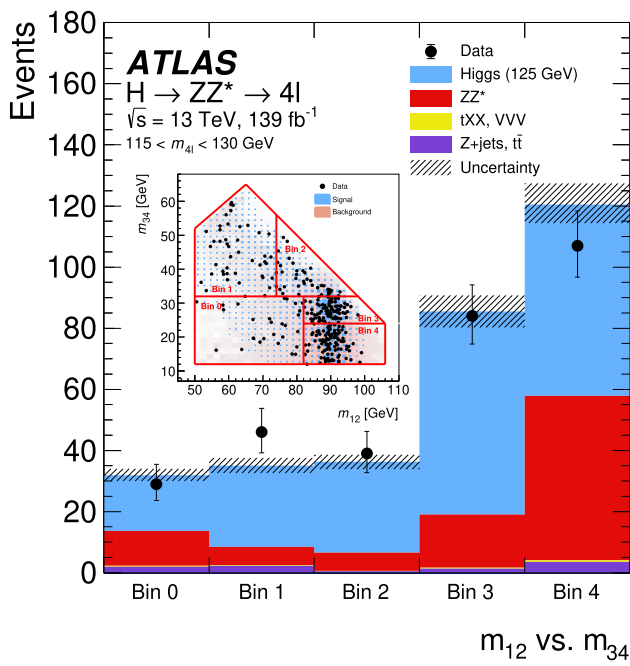 Events
180
160
140
120
100
80
60
40
20
0
ATLAS
H → ZZ* → 4l
√s = 13 TeV, 139 fb⁻¹
115 < m₄ₗ < 130 GeV
Data
Higgs (125 GeV)
ZZ*
tXX, VVV
Z+jets, tt̄
Uncertainty
m₃₄ [GeV]
60
50
40
30
20
10
Data
Signal
Background
Bin 2
Bin 1
Bin 0
Bin 3
Bin 4
50 60 70 80 90 100 110
m₁₂ [GeV]
Bin 0 Bin 1 Bin 2 Bin 3 Bin 4
m₁₂ vs. m₃₄